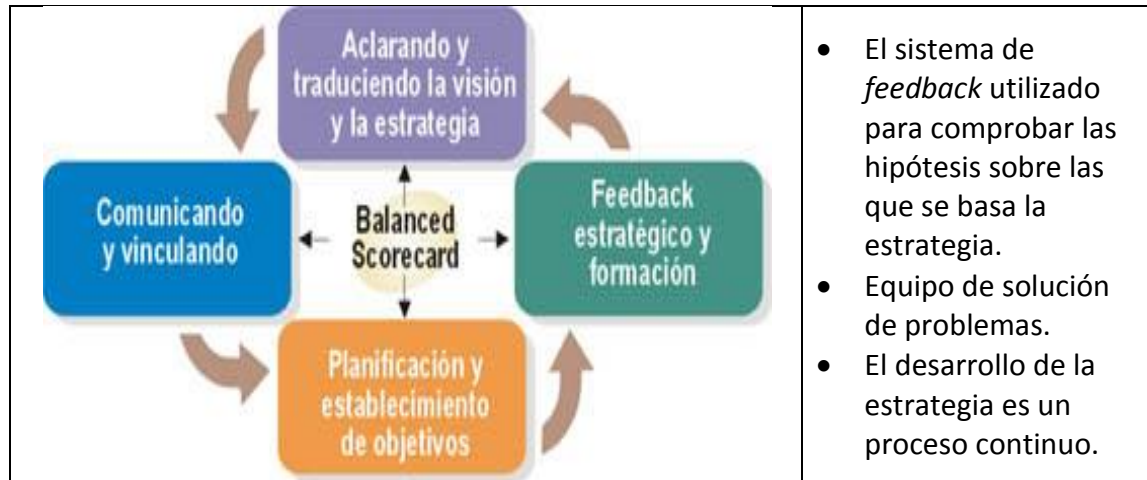 Aclarando y
traduciendo la visión
y la estrategia
Comunicando
y vinculando
Balanced
Scorecard
Feedback
estratégico y
formación
Planificación y
establecimiento
de objetivos
• El sistema de
feedback utilizado
para comprobar las
hipótesis sobre las
que se basa la
estrategia.
• Equipo de solución
de problemas.
• El desarrollo de la
estrategia es un
proceso continuo.